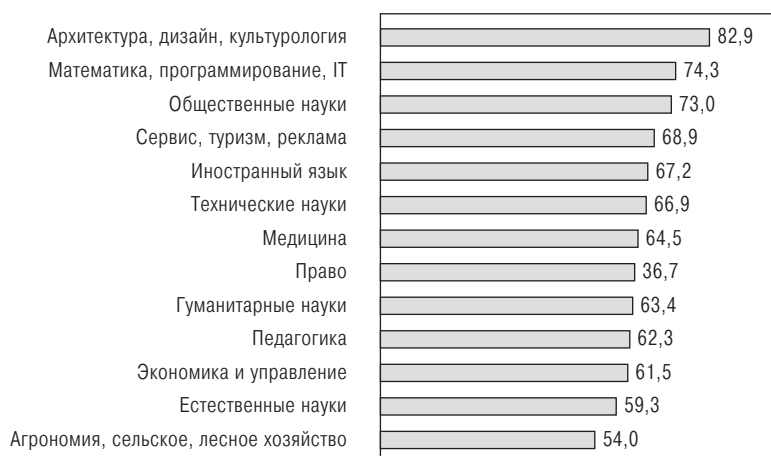 Архитектура, дизайн, культурология 82,9
Математика, программирование, IT 74,3
Общественные науки 73,0
Сервис, туризм, реклама 68,9
Иностранный язык 67,2
Технические науки 66,9
Медицина 64,5
Право 36,7
Гуманитарные науки 63,4
Педагогика 62,3
Экономика и управление 61,5
Естественные науки 59,3
Агрономия, сельское, лесное хозяйство 54,0